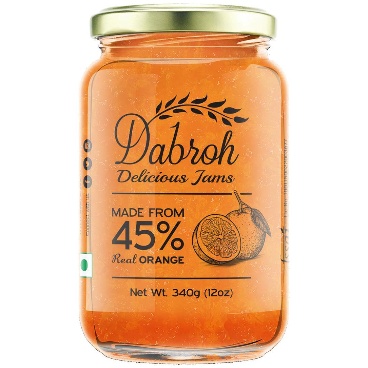 Dabroh
Delicious Jams
MADE FROM
45%
Real ORANGE
Net Wt. 340g (12oz)